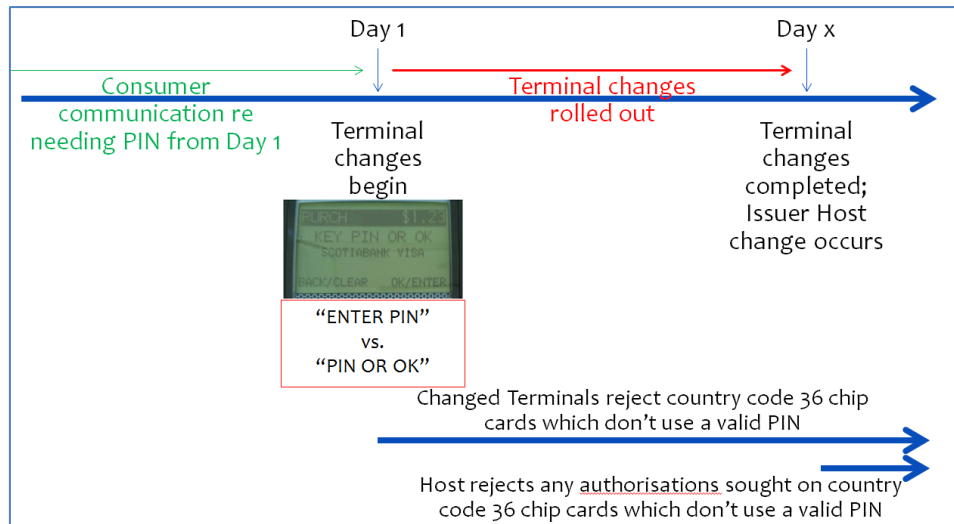 Day 1
Day x
Consumer
communication re
needing PIN from Day 1
Terminal changes
rolled out
Terminal
changes
begin
Terminal
changes
completed;
Issuer Host
change occurs
PURCH $1.23
KEY PIN OR OK
SCOTIABANK VISA
BACK/CLEAR OK/ENTER
“ENTER PIN”
vs.
“PIN OR OK”
Changed Terminals reject country code 36 chip
cards which don’t use a valid PIN
Host rejects any authorisations sought on country
code 36 chip cards which don’t use a valid PIN